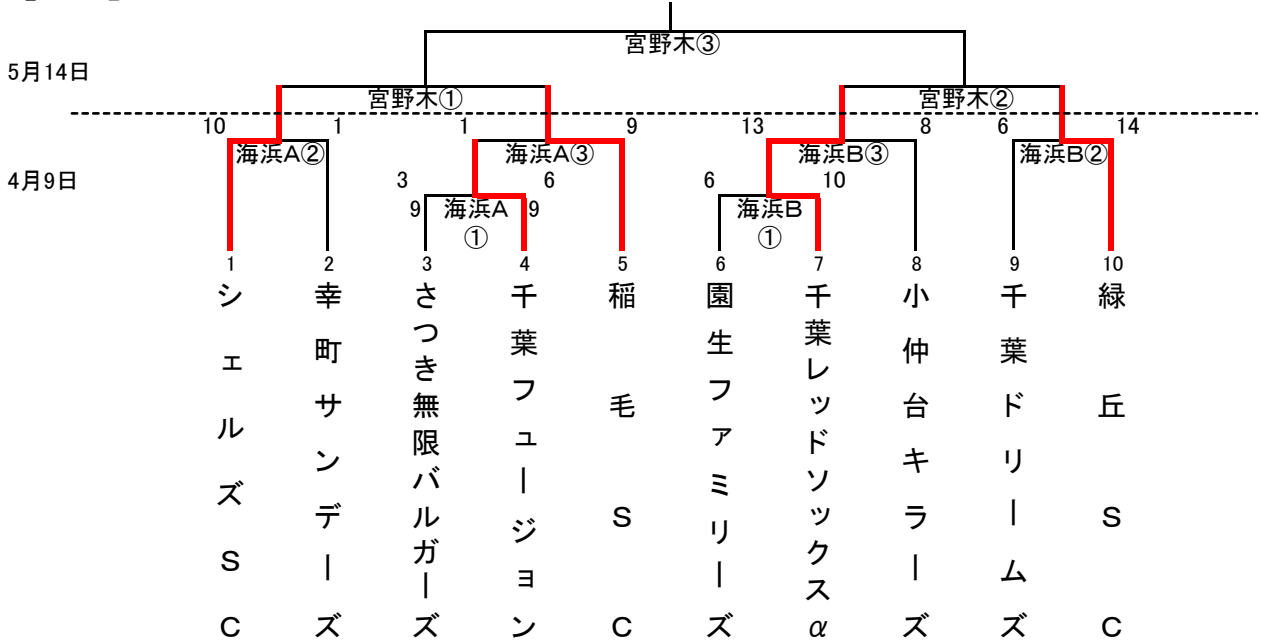 宮野木③
5月14日
宮野木①
宮野木②
10
1
1
9
13
8
6
14
海浜A②
海浜A③
海浜B③
海浜B②
4月9日
3
6
6
10
9
海浜A
①
9
海浜B
①
1
2
3
4
5
6
7
8
9
10
シェルズSC
幸町サンデーズ
さつき無限バルガーズ
千葉フュージョン
稲毛SC
園生ファミリーズ
千葉レッドソックスα
小仲台キラーズ
千葉ドリームズ
緑丘SC